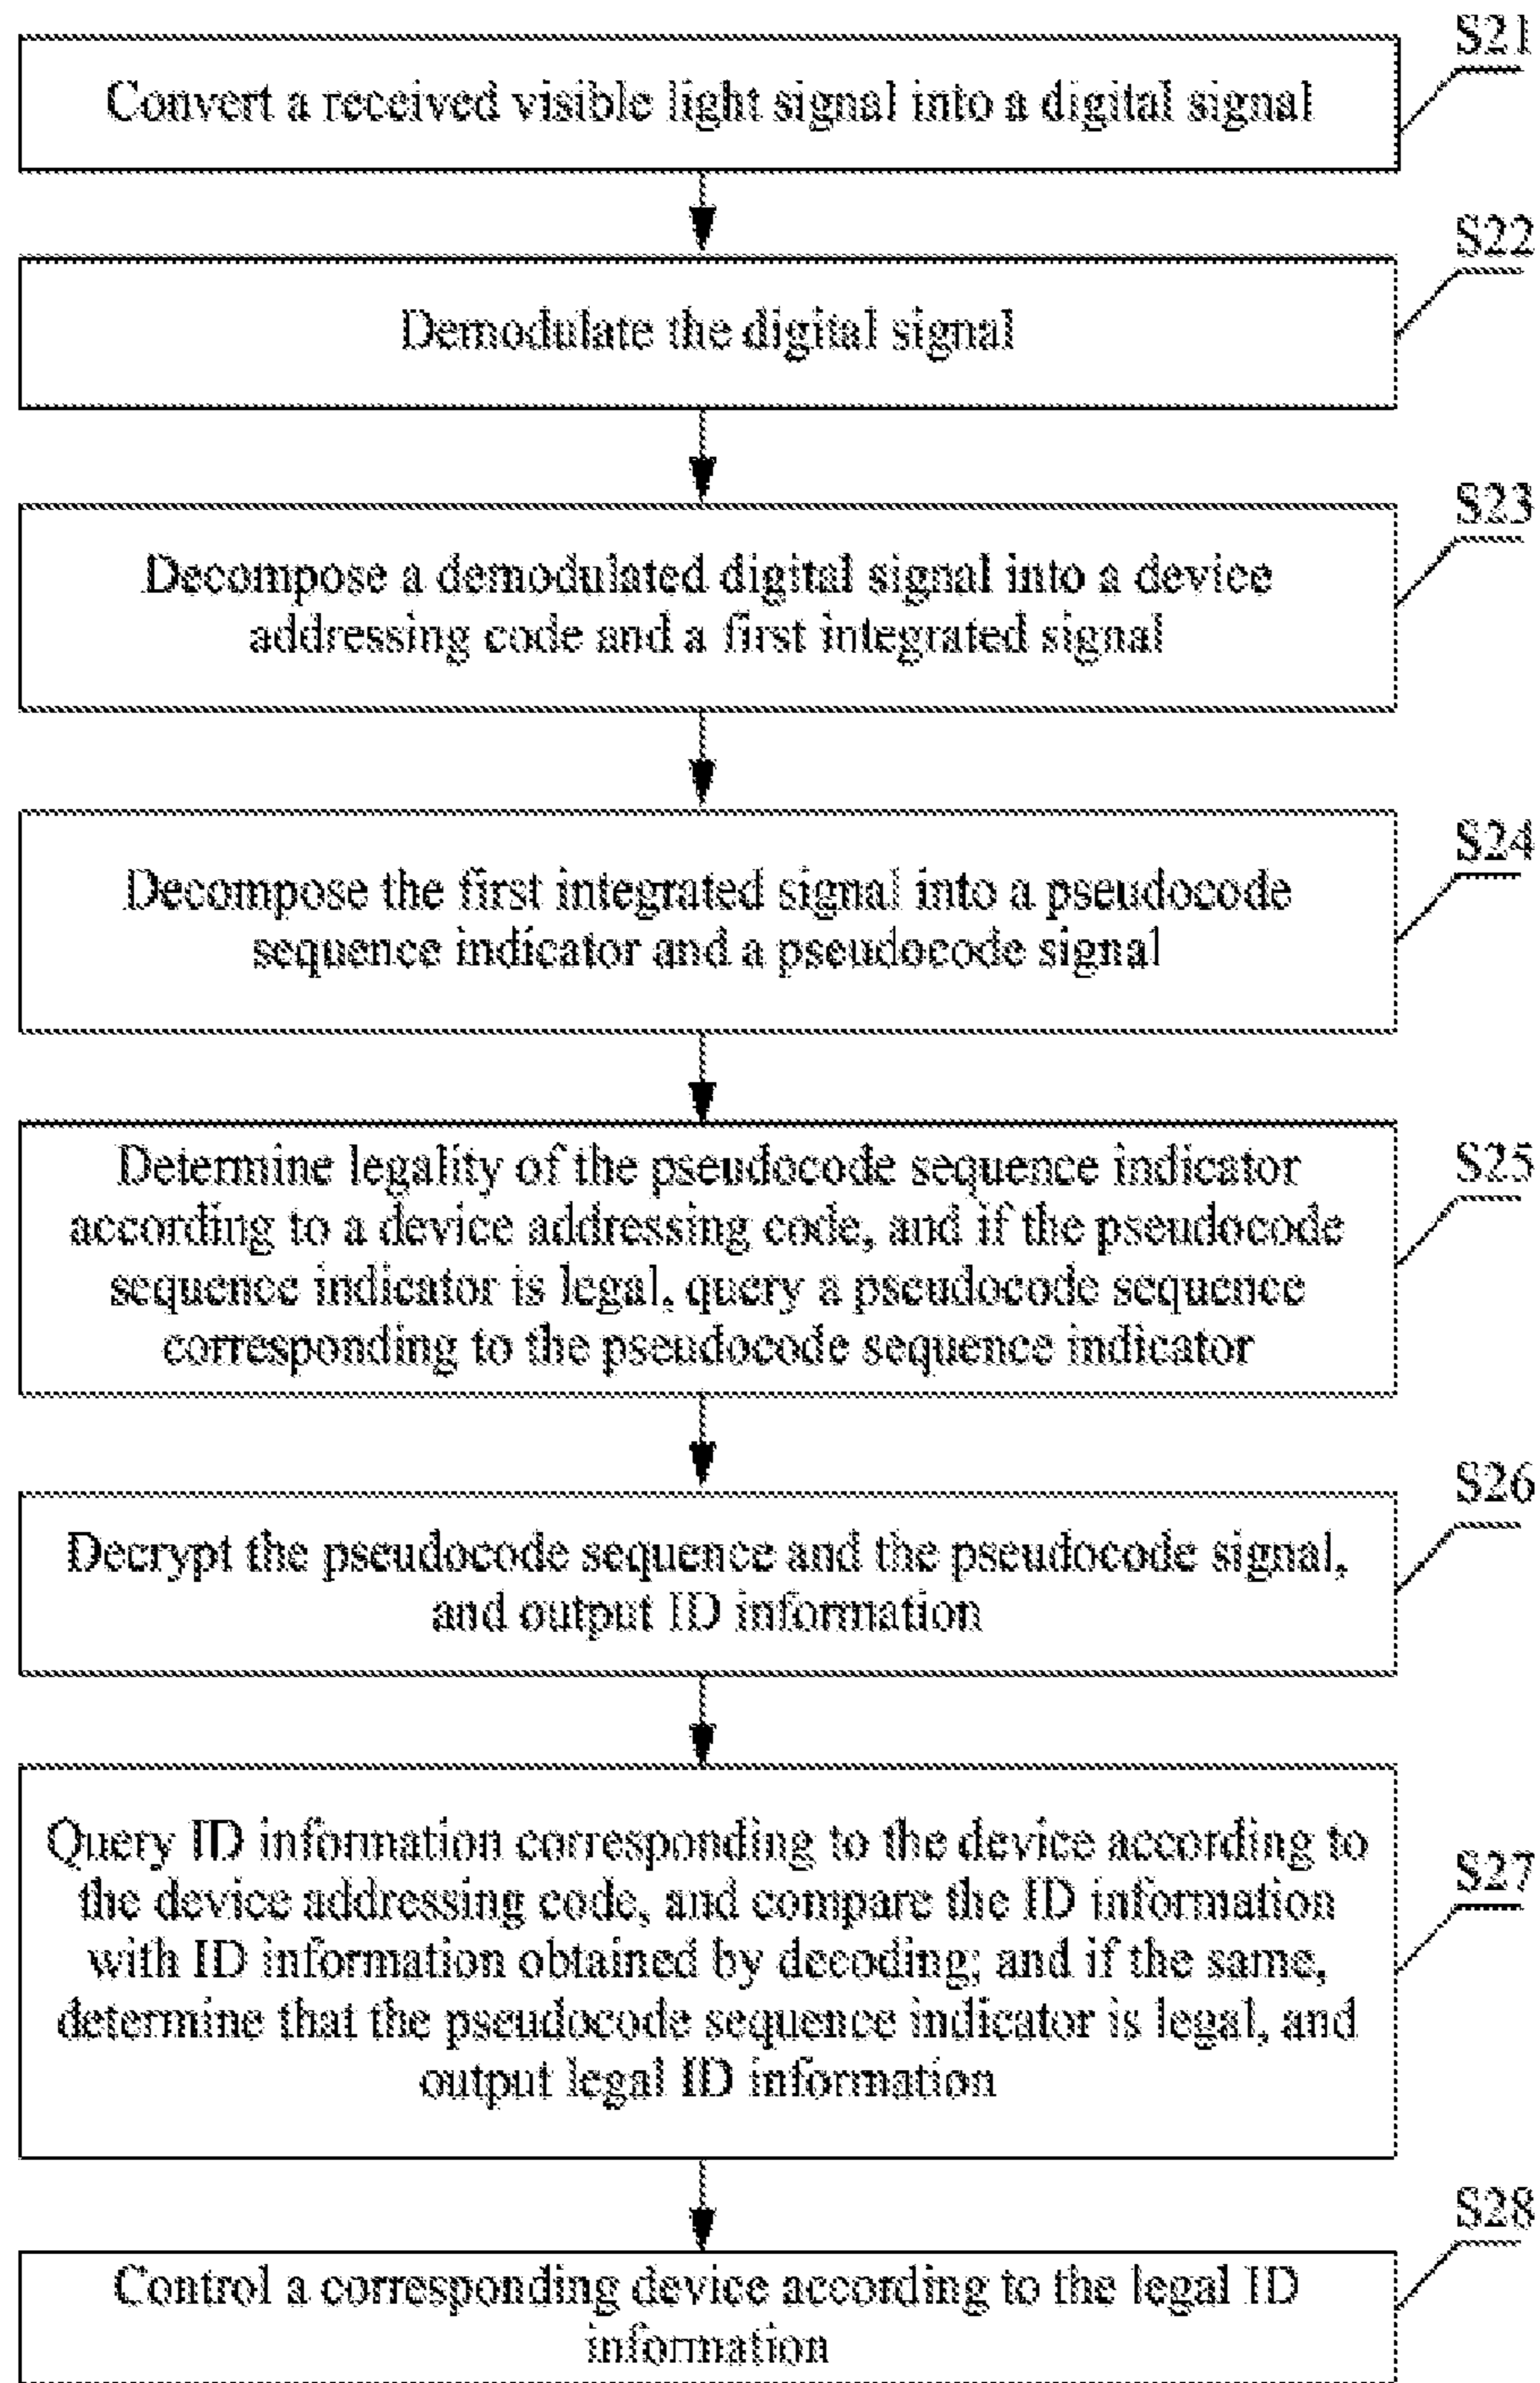 S21
Convert a received visible light signal into a digital signal
S22
Demodulate the digital signal
S23
Decompose a demodulated digital signal into a device
addressing code and a first integrated signal
S24
Decompose the first integrated signal into a pseudocode
sequence indicator and a pseudocode signal
S25
Determine legality of the pseudocode sequence indicator
according to a device addressing code, and if the pseudocode
sequence indicator is legal, query a pseudocode sequence
corresponding to the pseudocode sequence indicator
S26
Decrypt the pseudocode sequence and the pseudocode signal,
and output ID information
S27
Query ID information corresponding to the device according to
the device addressing code, and compare the ID information
with ID information obtained by decoding; and if the same,
determine that the pseudocode sequence indicator is legal, and
output legal ID information
S28
Control a corresponding device according to the legal ID
information